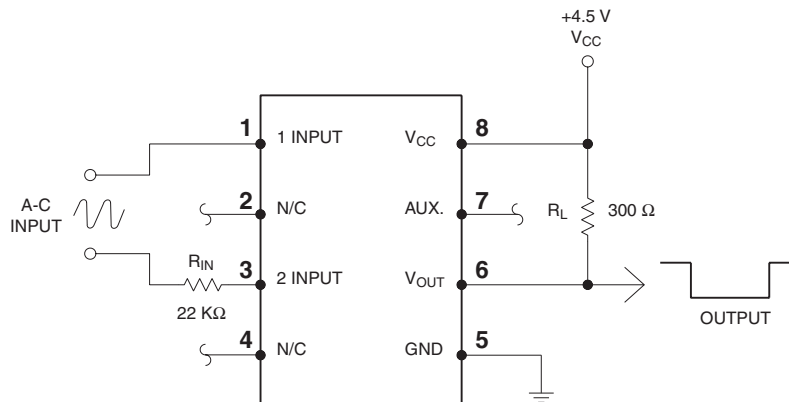 +4.5 V
VCC
1
1 INPUT
VCC
8
A-C
INPUT
2
N/C
AUX.
7
RL
300 Ω
RIN
3
2 INPUT
VOUT
6
22 KΩ
OUTPUT
4
N/C
GND
5